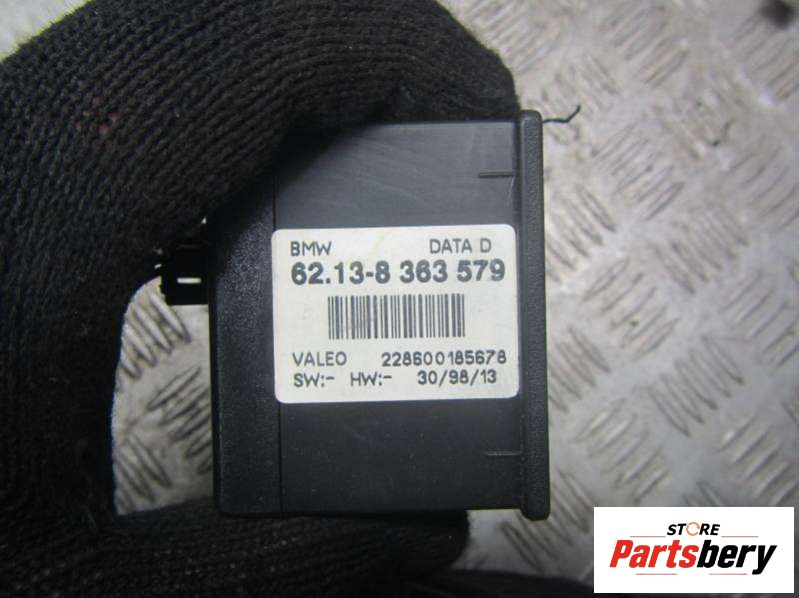 BMW DATA D
62.13-8 363 579
VALEO 228600185678
SW:- HW:- 30/98/13
STORE
Partsbery